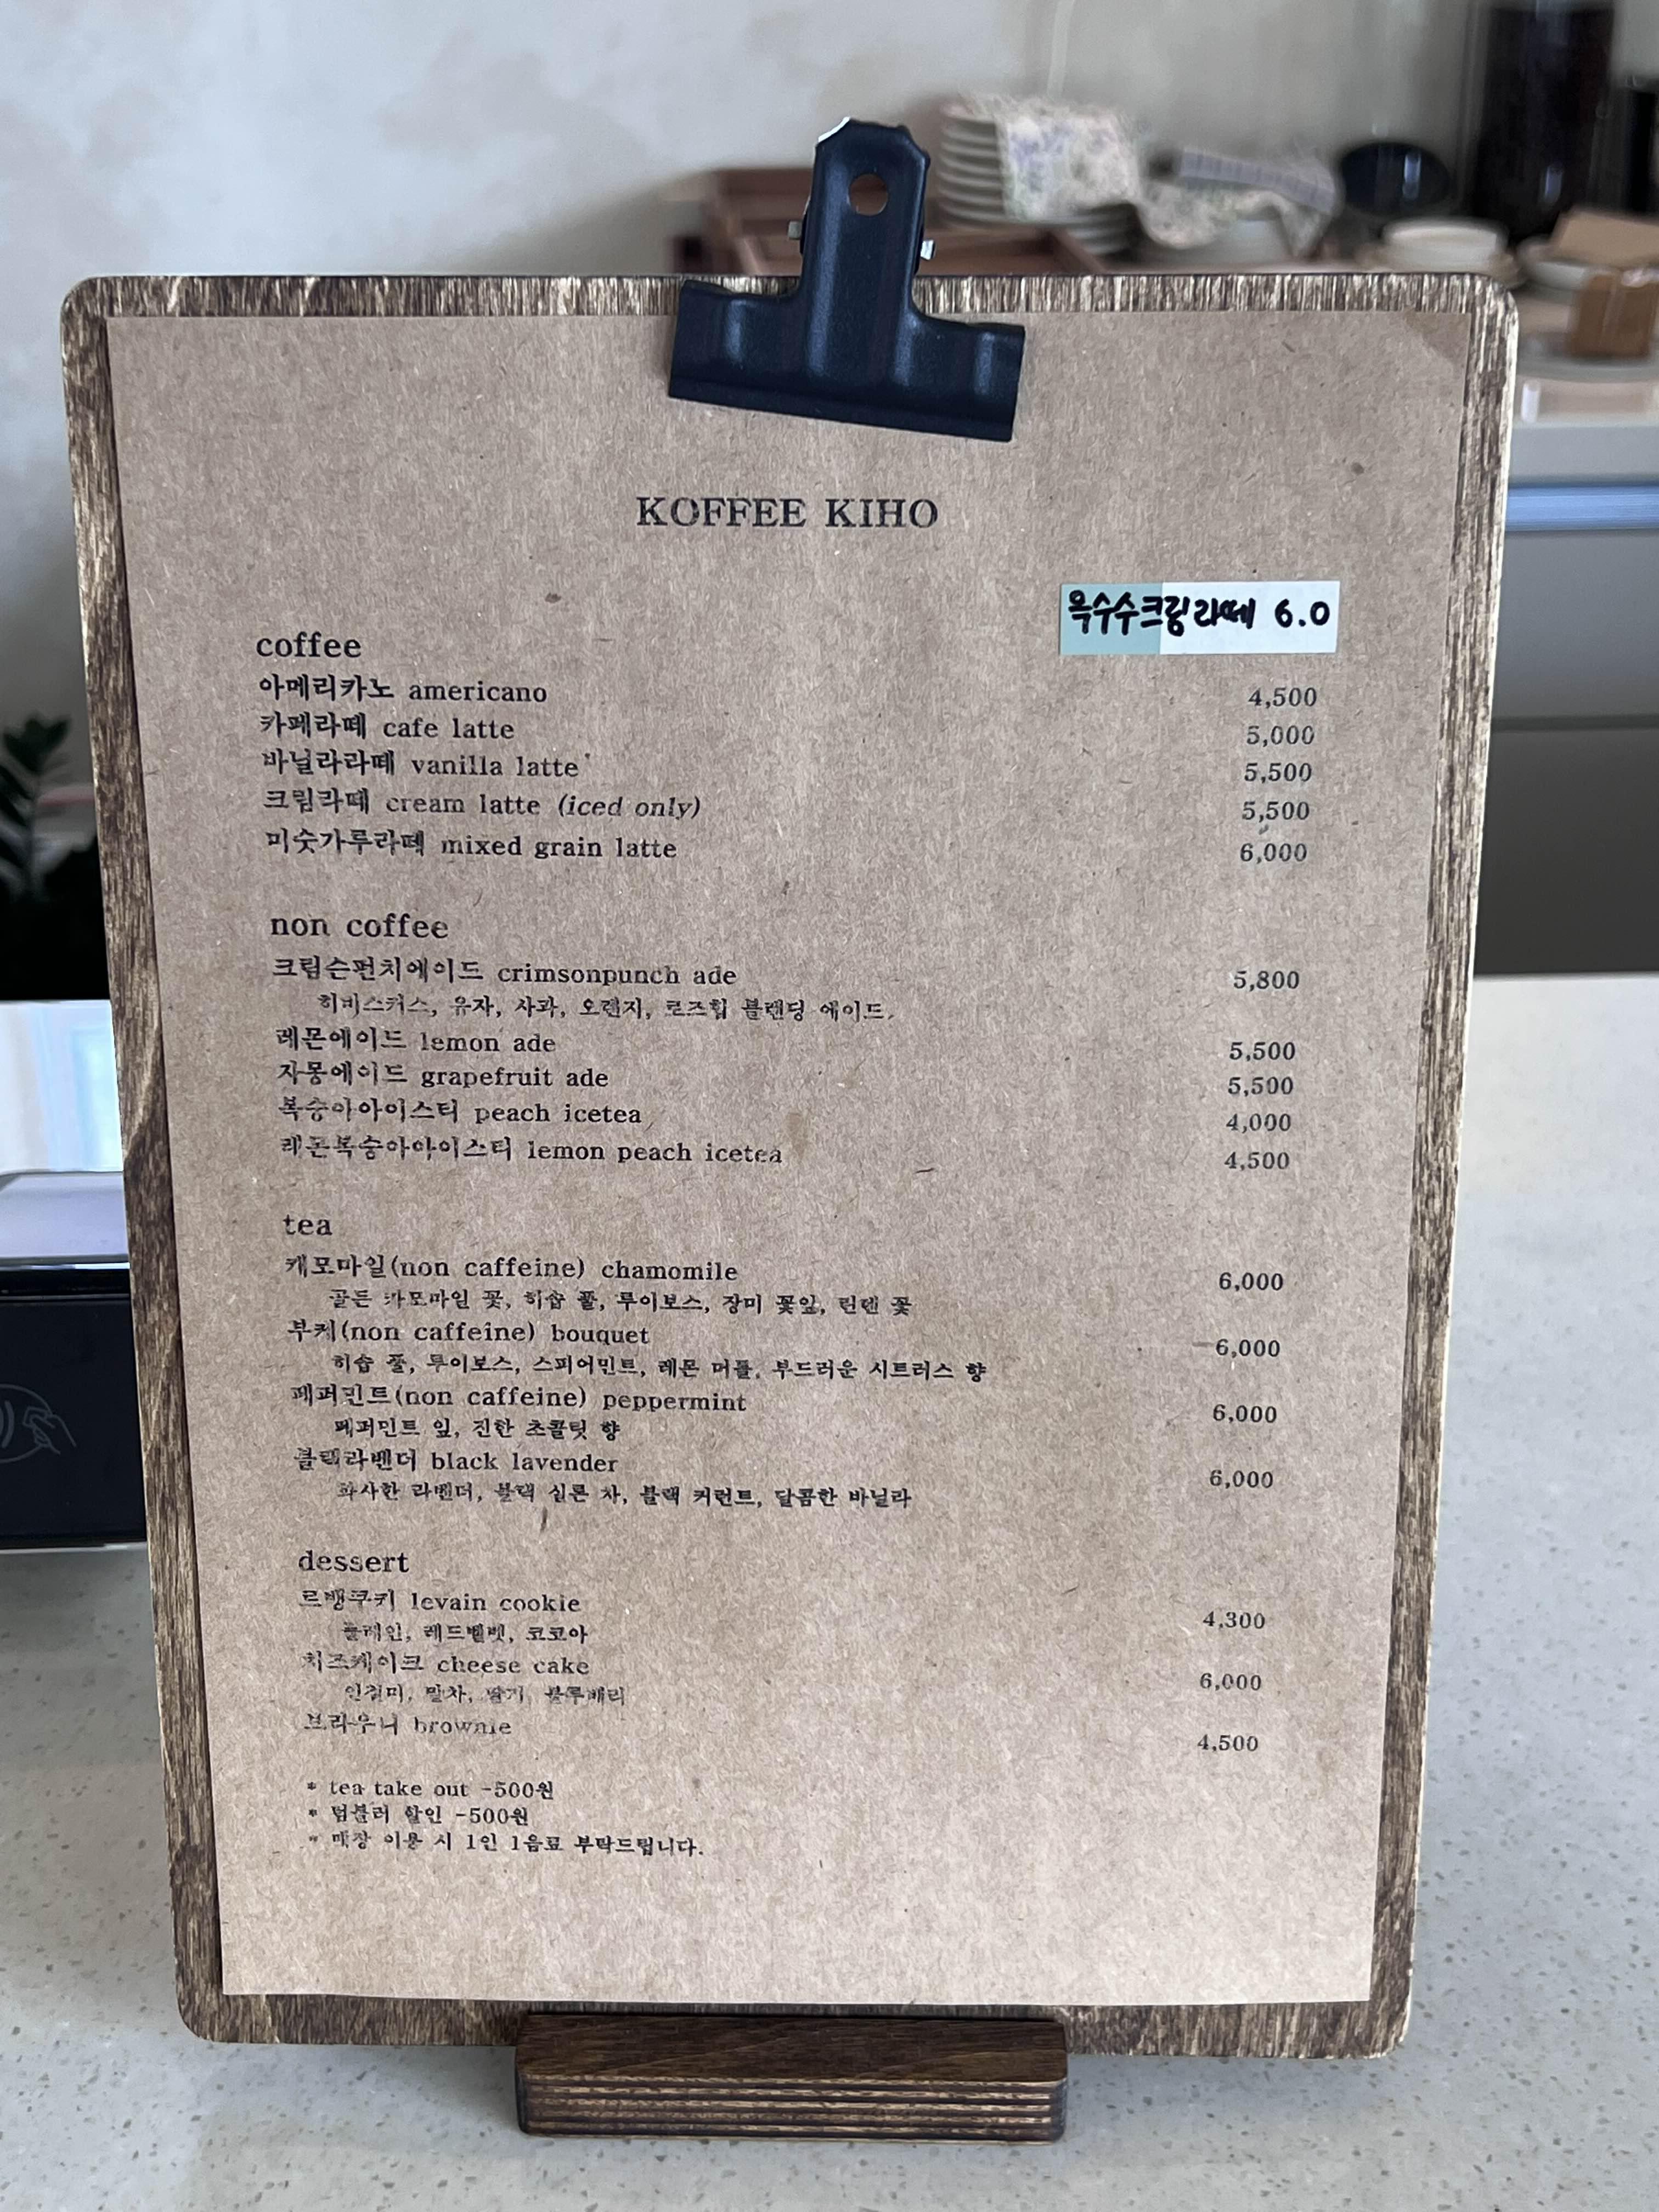 KOFFEE KIHO
옥수수크림라떼 6.0
coffee
아메리카노 americano 4,500
카페라떼 cafe latte 5,000
바닐라라떼 vanilla latte 5,500
크림라떼 cream latte (iced only) 5,500
미숫가루라떼 mixed grain latte 6,000
non coffee
크림슨펀치에이드 crimsonpunch ade 5,800
히비스커스, 유자, 사과, 오렌지, 로즈힙 블랜딩 에이드.
레몬에이드 lemon ade 5,500
자몽에이드 grapefruit ade 5,500
복숭아아이스티 peach icetea 4,000
레몬복숭아아이스티 lemon peach icetea 4,500
tea
캐모마일(non caffeine) chamomile 6,000
골든 카모마일 꽃, 히솝 풀, 루이보스, 장미 꽃잎, 린덴 꽃
부케(non caffeine) bouquet 6,000
히솝 풀, 루이보스, 스피어민트, 레몬 머틀, 부드러운 시트러스 향
페퍼민트(non caffeine) peppermint 6,000
페퍼민트 잎, 진한 초콜릿 향
블랙라벤더 black lavender 6,000
화사한 라벤더, 블랙 실론 차, 블랙 커런트, 달콤한 바닐라
dessert
르뱅쿠키 levain cookie 4,300
플레인, 레드벨벳, 코코아
치즈케이크 cheese cake 6,000
인절미, 말차, 딸기, 블루베리
브라우니 brownie 4,500
* tea take out -500원
* 텀블러 할인 -500원
* 매장 이용 시 1인 1음료 부탁드립니다.